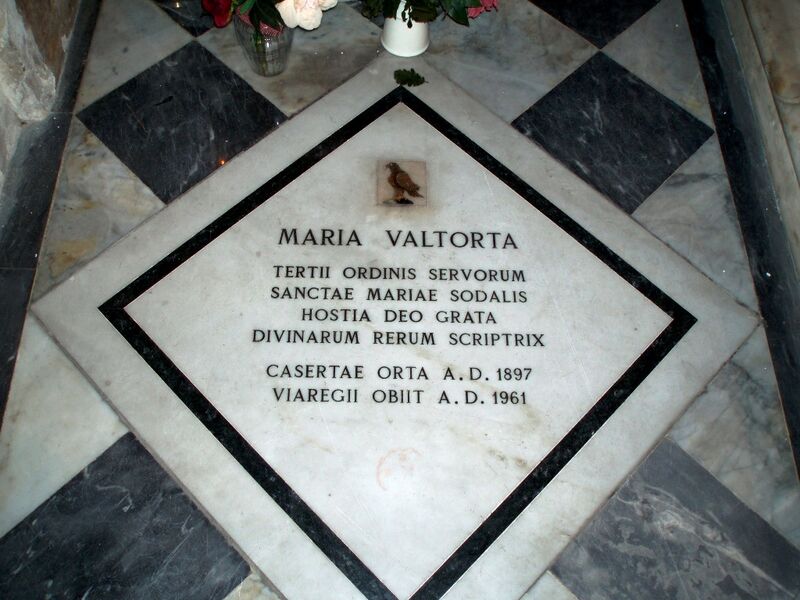 MARIA VALTORTA
TERTII ORDINIS SERVORUM
SANCTAE MARIAE SODALIS
HOSTIA DEO GRATA
DIVINARUM RERUM SCRIPTRIX
CASERTAE ORTA A.D. 1897
VIAREGII OBIIT A.D. 1961